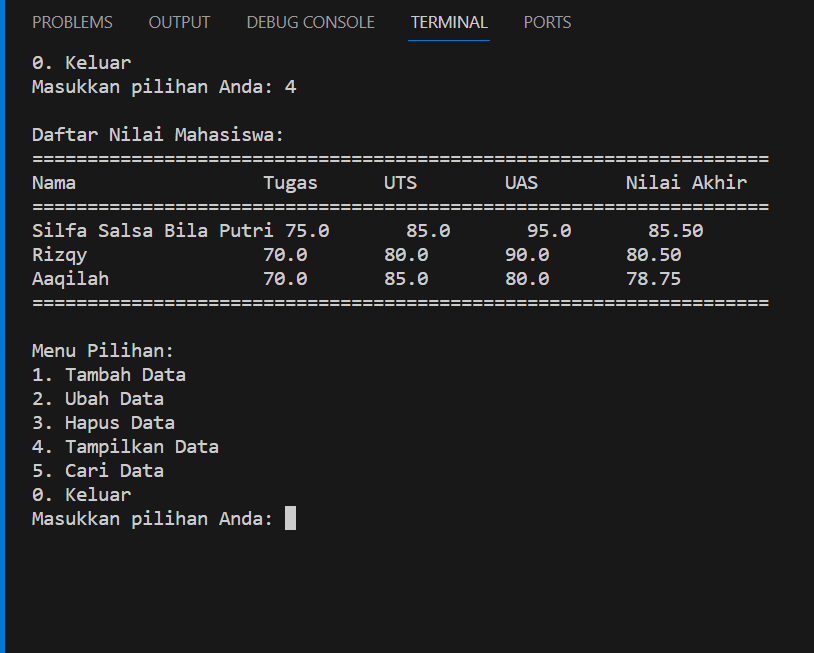 PROBLEMS OUTPUT DEBUG CONSOLE TERMINAL PORTS
0. Keluar
Masukkan pilihan Anda: 4
Daftar Nilai Mahasiswa:
===================================================================
Nama                 Tugas      UTS        UAS        Nilai Akhir
===================================================================
Silfa Salsa Bila Putri 75.0       85.0       95.0       85.50
Rizqy                70.0       80.0       90.0       80.50
Aaqilah              70.0       85.0       80.0       78.75
===================================================================
Menu Pilihan:
1. Tambah Data
2. Ubah Data
3. Hapus Data
4. Tampilkan Data
5. Cari Data
0. Keluar
Masukkan pilihan Anda: